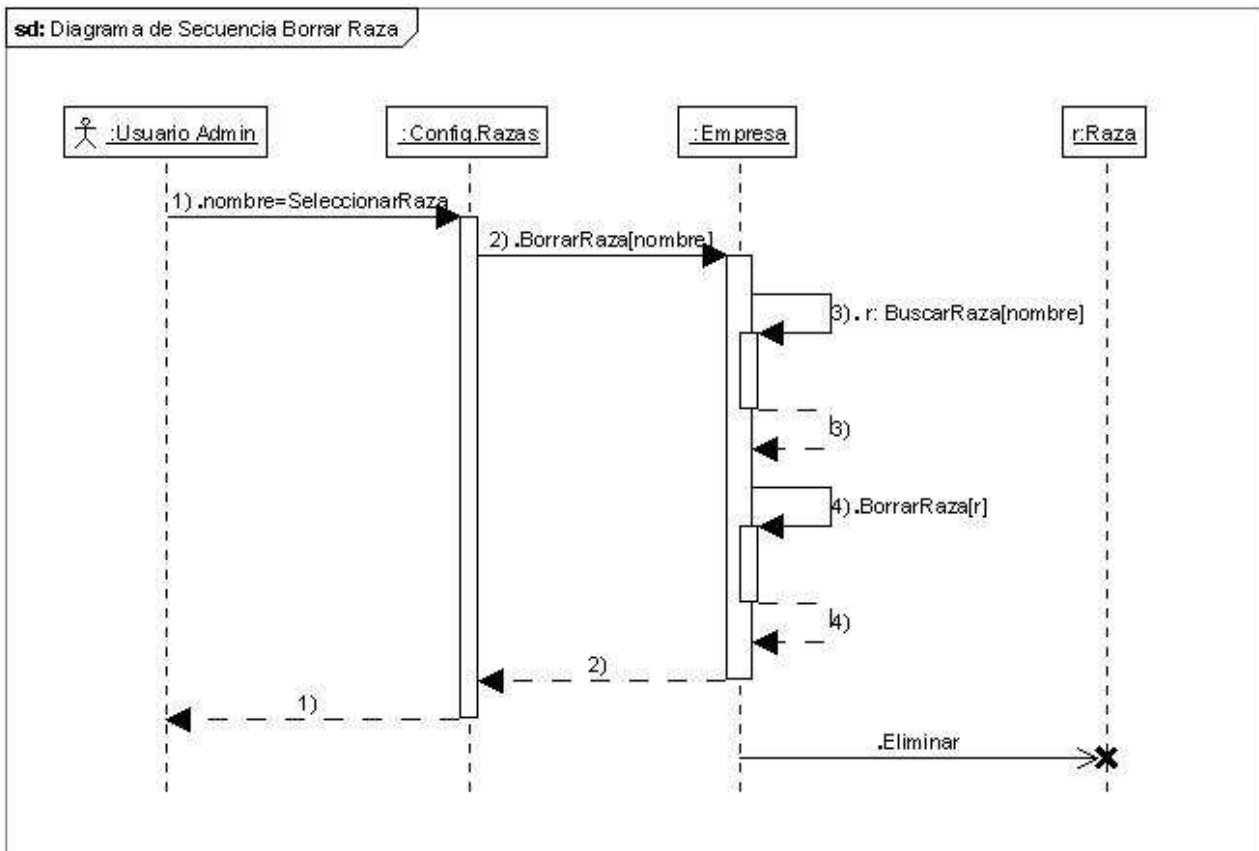 sd: Diagrama de Secuencia Borrar Raza
:Usuario Admin
:Config.Razas
:Empresa
r:Raza
1) .nombre=SeleccionarRaza
2) .BorrarRaza[nombre]
3). r: BuscarRaza[nombre]
3)
4).BorrarRaza[r]
4)
2)
1)
.Eliminar